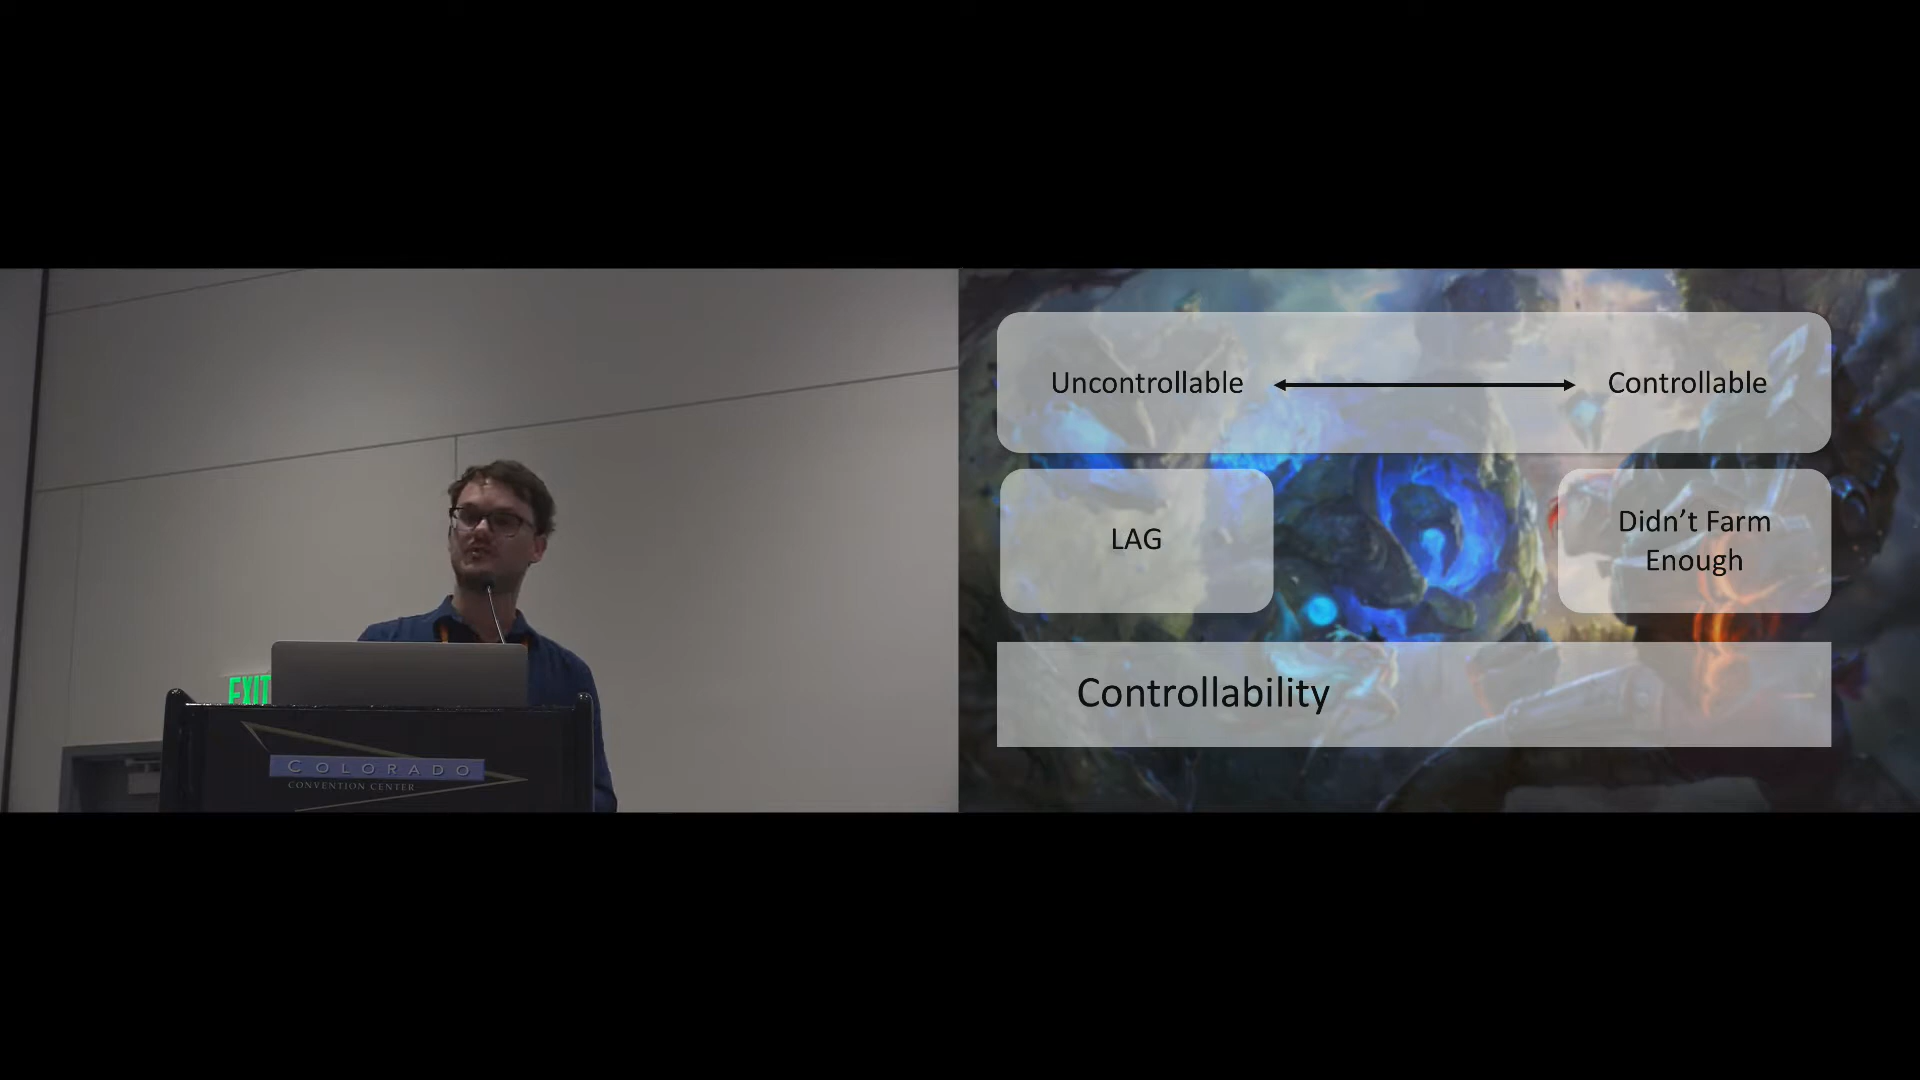 EXIT
COLORADO
CONVENTION CENTER
Uncontrollable
Controllable
LAG
Didn’t Farm
Enough
Controllability